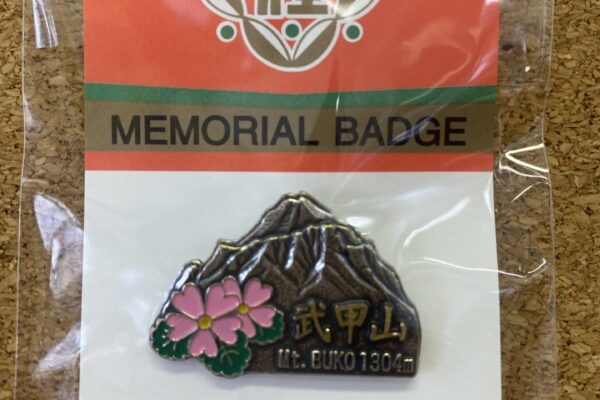 MEMORIAL BADGE
武甲山
Mt. BUKO 1304m